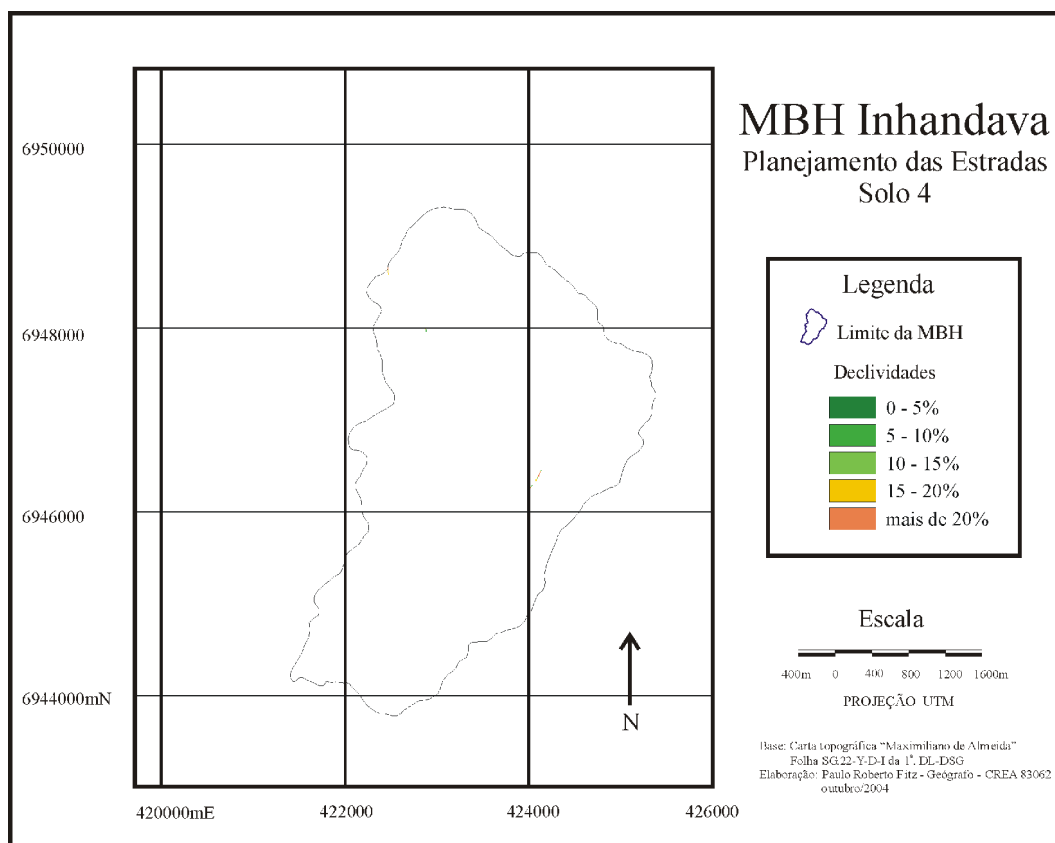 MBH Inhandava
Planejamento das Estradas
Solo 4
6950000
6948000
6946000
6944000mN
420000mE
422000
424000
426000
N
Legenda
Limite da MBH
Declividades
0 - 5%
5 - 10%
10 - 15%
15 - 20%
mais de 20%
Escala
400m 0 400 800 1200 1600m
PROJEÇÃO UTM
Base: Carta topográfica “Maximiliano de Almeida”
Folha SG.22-Y-D-I da 1ª. DL-DSG
Elaboração: Paulo Roberto Fitz - Geógrafo - CREA 83062
outubro/2004